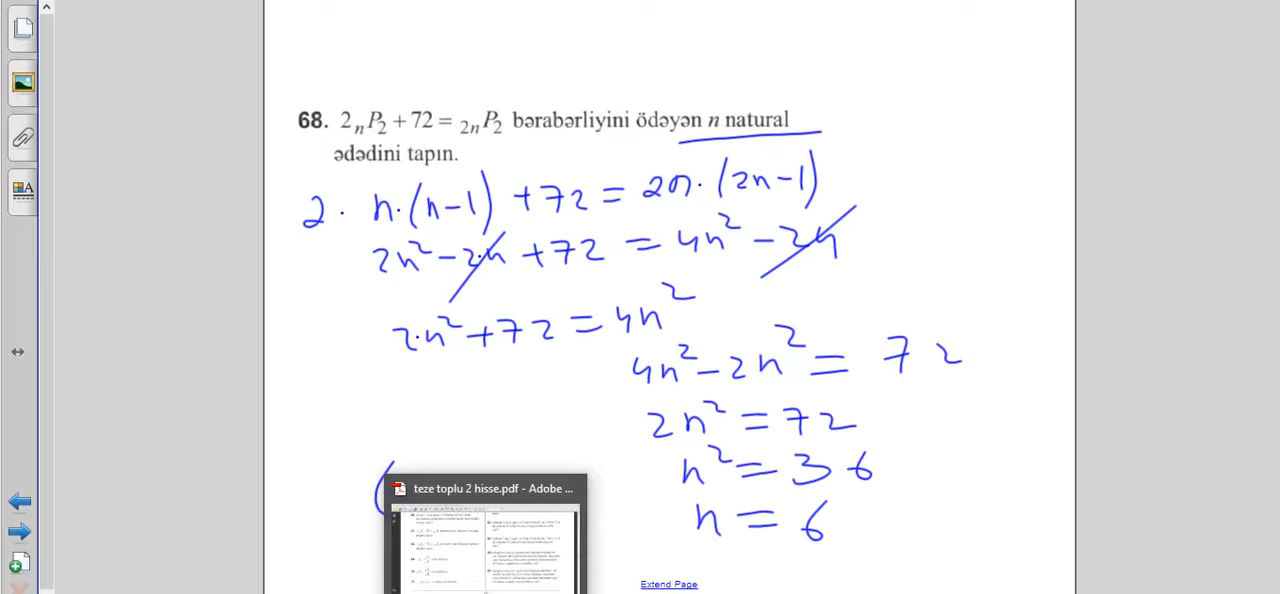 68. 2ₙP₂ + 72 = ₂ₙP₂ bərabərliyini ödəyən n natural
ədədini tapın.
2 · n·(n−1) + 72 = 2n·(2n−1)
2n² − 2·n + 72 = 4n² − 2n
2·n² + 72 = 4n²
4n² − 2n² = 72
2n² = 72
n² = 36
n = 6
teze toplu 2 hisse.pdf - Adobe ...
Extend Page